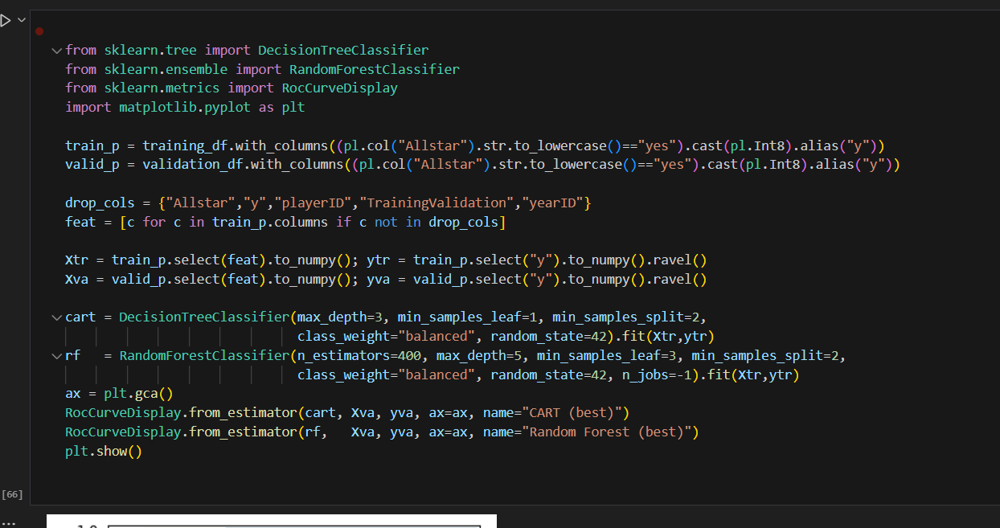 from sklearn.tree import DecisionTreeClassifier
from sklearn.ensemble import RandomForestClassifier
from sklearn.metrics import RocCurveDisplay
import matplotlib.pyplot as plt
train_p = training_df.with_columns((pl.col("Allstar").str.to_lowercase()=="yes").cast(pl.Int8).alias("y"))
valid_p = validation_df.with_columns((pl.col("Allstar").str.to_lowercase()=="yes").cast(pl.Int8).alias("y"))
drop_cols = {"Allstar","y","playerID","TrainingValidation","yearID"}
feat = [c for c in train_p.columns if c not in drop_cols]
Xtr = train_p.select(feat).to_numpy(); ytr = train_p.select("y").to_numpy().ravel()
Xva = valid_p.select(feat).to_numpy(); yva = valid_p.select("y").to_numpy().ravel()
cart = DecisionTreeClassifier(max_depth=3, min_samples_leaf=1, min_samples_split=2,
class_weight="balanced", random_state=42).fit(Xtr,ytr)
rf   = RandomForestClassifier(n_estimators=400, max_depth=5, min_samples_leaf=3, min_samples_split=2,
class_weight="balanced", random_state=42, n_jobs=-1).fit(Xtr,ytr)
ax = plt.gca()
RocCurveDisplay.from_estimator(cart, Xva, yva, ax=ax, name="CART (best)")
RocCurveDisplay.from_estimator(rf,   Xva, yva, ax=ax, name="Random Forest (best)")
plt.show()
[66]